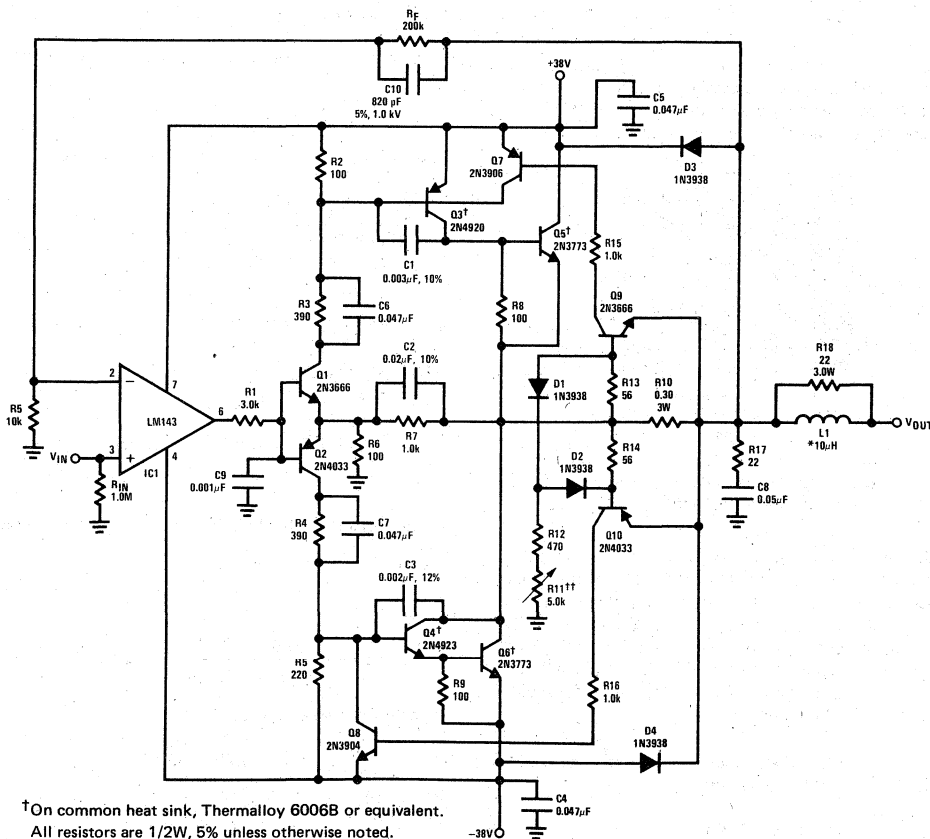 RF
200k
C10
820 pF
5%, 1.0 kV
+38V
C5
0.047μF
R2
100
Q7
2N3906
D3
1N3938
Q3†
2N4920
Q5†
2N3773
R15
1.0k
C1
0.003μF, 10%
R3
390
C6
0.047μF
R8
100
Q9
2N3666
C2
0.02μF, 10%
R18
22
3.0W
2
7
R1
3.0k
Q1
2N3666
D1
1N3938
R13
56
R10
0.30
3W
R5
10k
LM143
6
VOUT
L1
*10μH
R7
1.0k
R6
100
R14
56
VIN
3
4
IC1
Q2
2N4033
D2
1N3938
R17
22
RIN
1.0M
C9
0.001μF
C8
0.05μF
R4
390
C7
0.047μF
R12
470
Q10
2N4033
C3
0.002μF, 12%
R11††
5.0k
Q4†
2N4923
Q6†
2N3773
R5
220
R9
100
R16
1.0k
Q8
2N3904
D4
1N3938
C4
0.047μF
-38V
†On common heat sink, Thermalloy 6006B or equivalent.
All resistors are 1/2W, 5% unless otherwise noted.